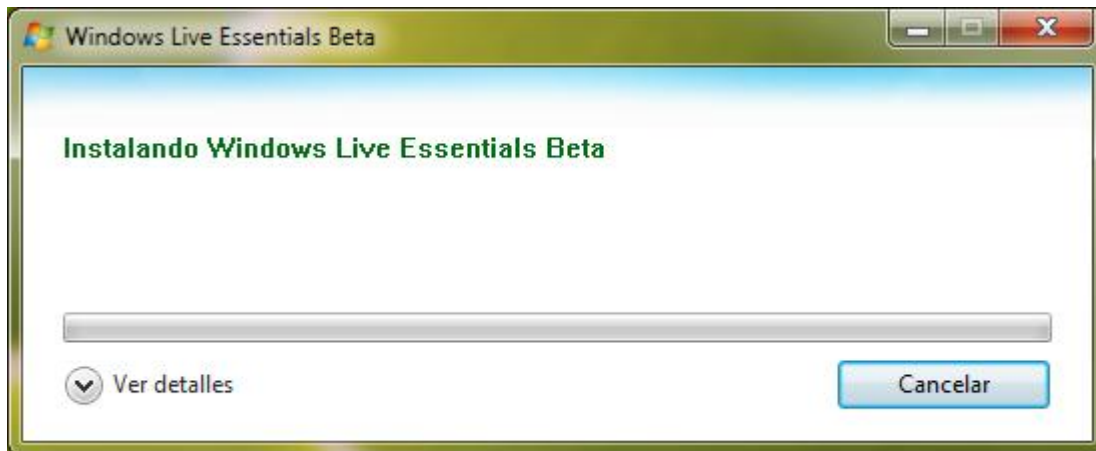 Windows Live Essentials Beta
Instalando Windows Live Essentials Beta
Ver detalles
Cancelar